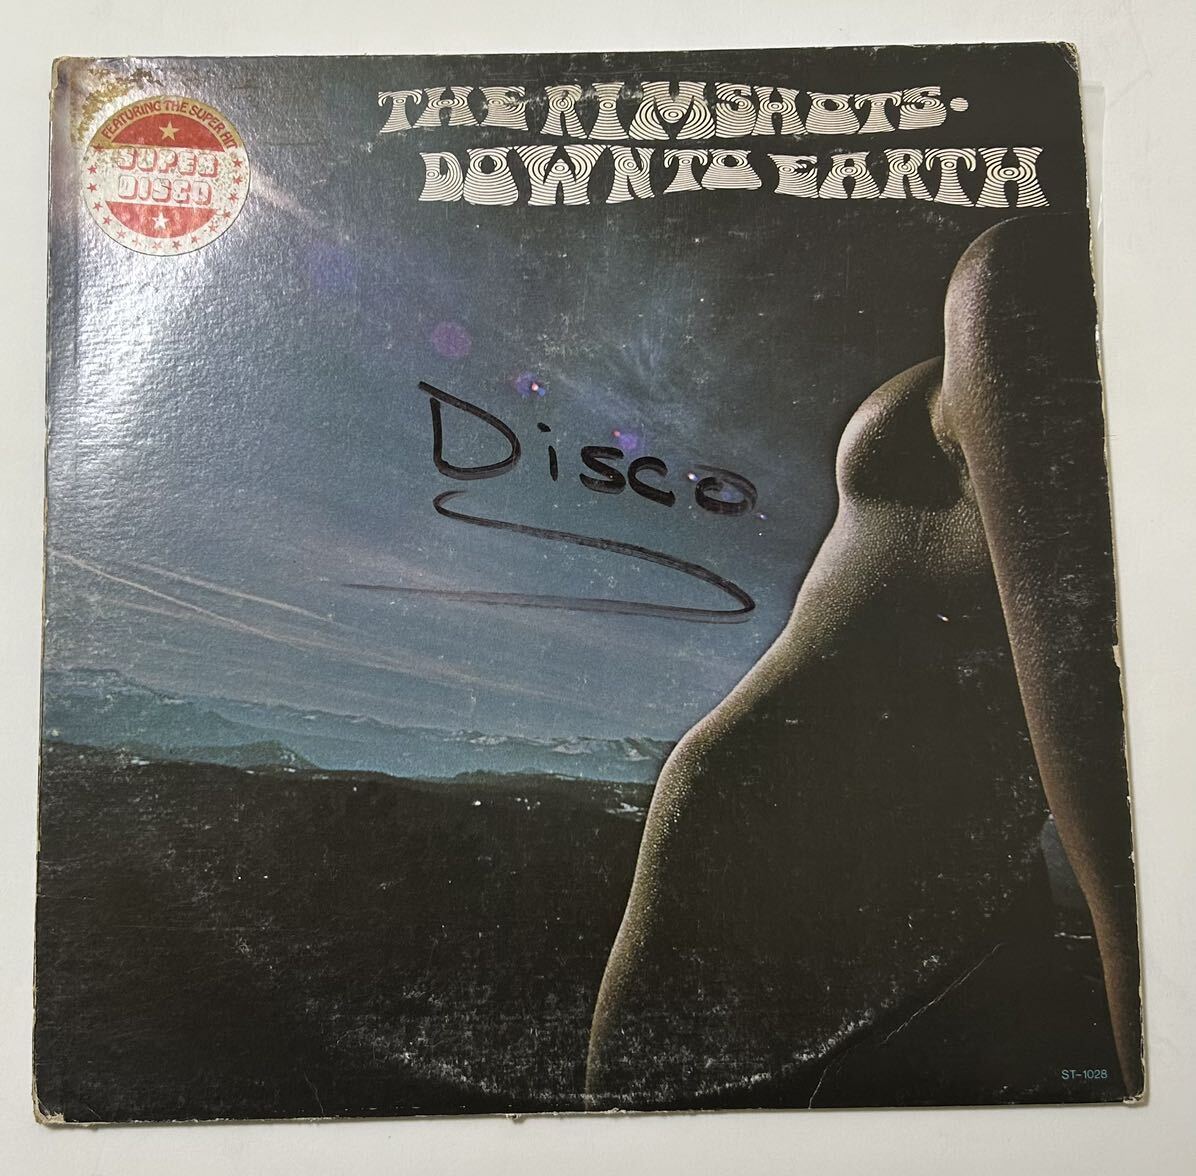 THE RIMSHOTS·
DOWN TO EARTH
FEATURING THE SUPER HIT
SUPER
DISCO
Disco
ST-1028